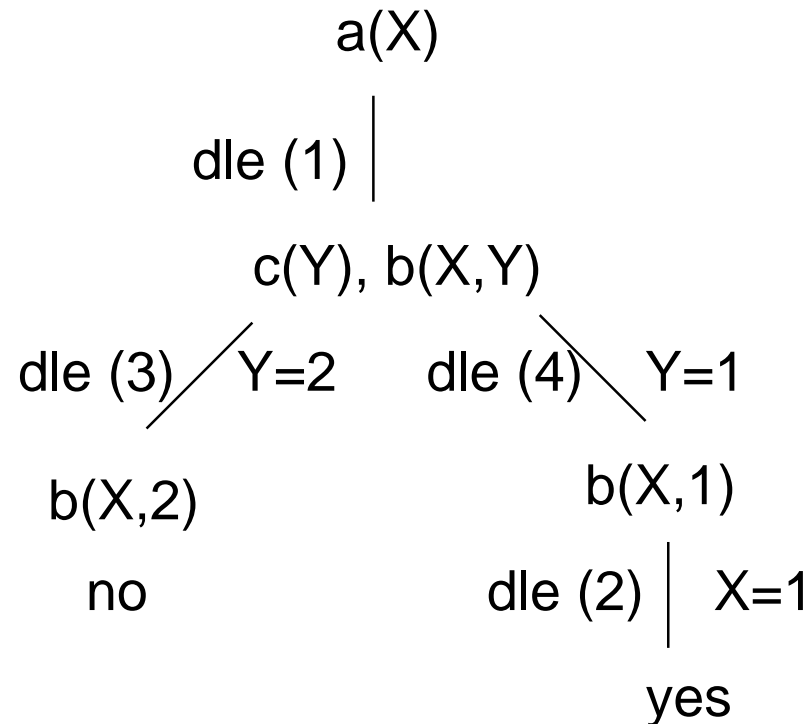 a(X)
dle (1)
c(Y), b(X,Y)
dle (3) Y=2 dle (4) Y=1
b(X,2) b(X,1)
no dle (2) X=1
yes